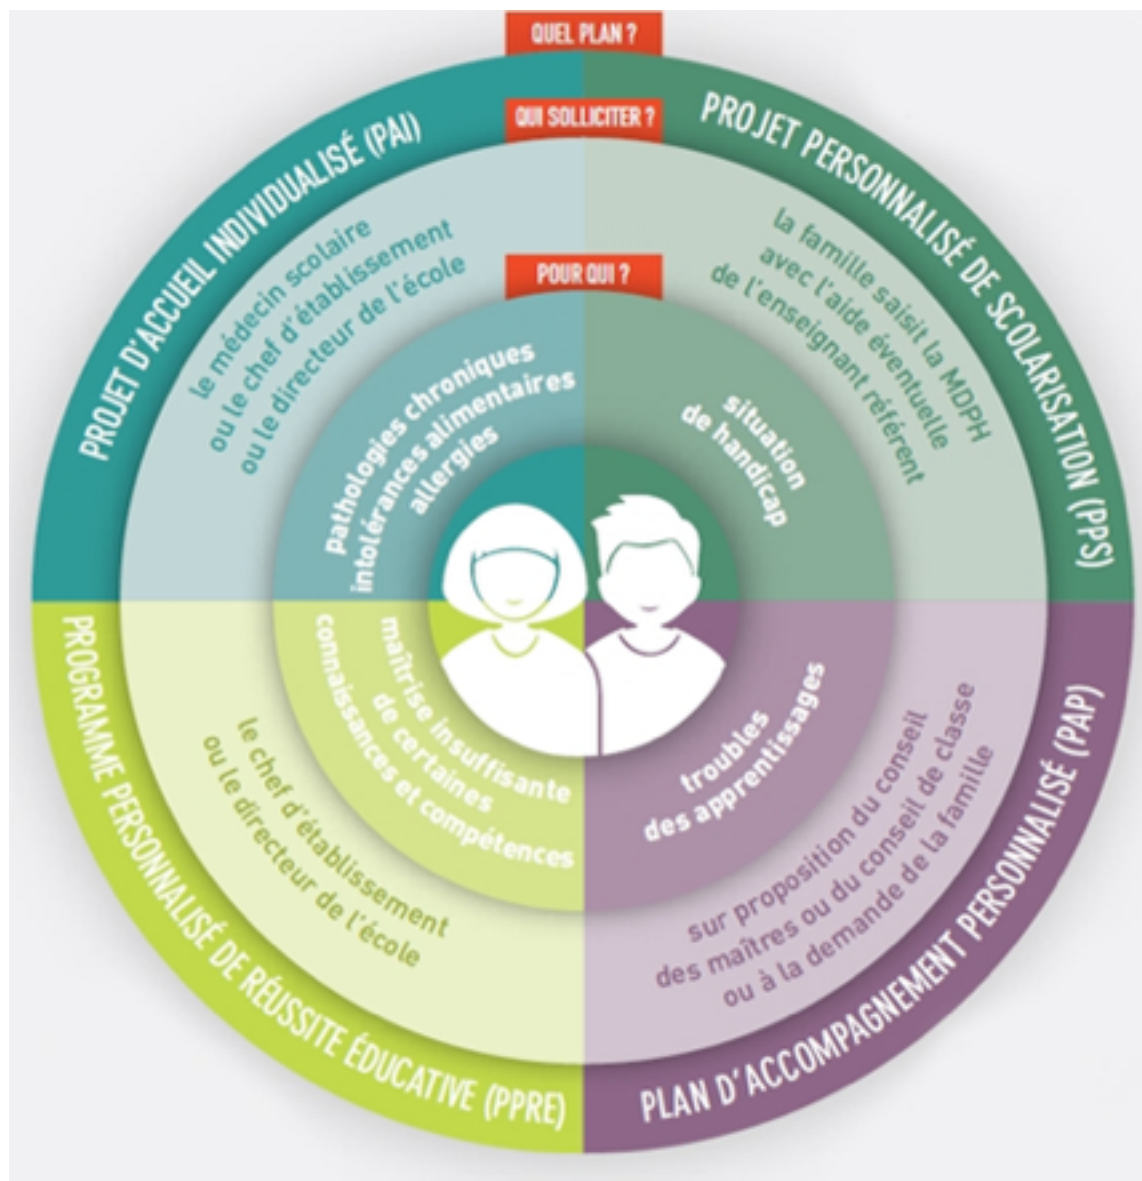 QUEL PLAN ?
QUI SOLLICITER ?
POUR QUI ?
PROJET D'ACCUEIL INDIVIDUALISÉ (PAI)
le médecin scolaire
ou le chef d'établissement
ou le directeur de l'école
pathologies chroniques
intolérances alimentaires
allergies
PROJET PERSONNALISÉ DE SCOLARISATION (PPS)
la famille saisit la MDPH
avec l'aide éventuelle
de l'enseignant référent
situation
de handicap
PROGRAMME PERSONNALISÉ DE RÉUSSITE ÉDUCATIVE (PPRE)
le chef d'établissement
ou le directeur de l'école
maîtrise insuffisante
de certaines
connaissances et compétences
PLAN D'ACCOMPAGNEMENT PERSONNALISÉ (PAP)
sur proposition du conseil
des maîtres ou du conseil de classe
ou à la demande de la famille
troubles
des apprentissages